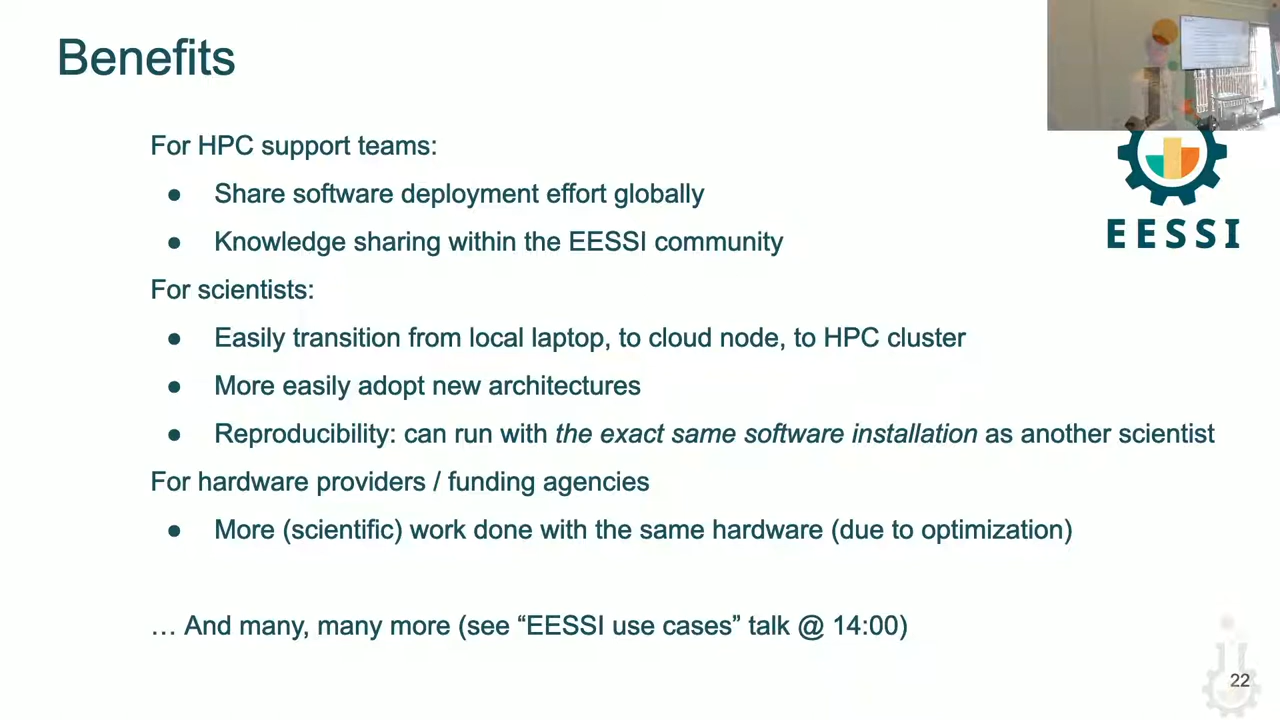 Benefits
For HPC support teams:
● Share software deployment effort globally
● Knowledge sharing within the EESSI community
For scientists:
● Easily transition from local laptop, to cloud node, to HPC cluster
● More easily adopt new architectures
● Reproducibility: can run with the exact same software installation as another scientist
For hardware providers / funding agencies
● More (scientific) work done with the same hardware (due to optimization)
… And many, many more (see “EESSI use cases” talk @ 14:00)
EESSI
22